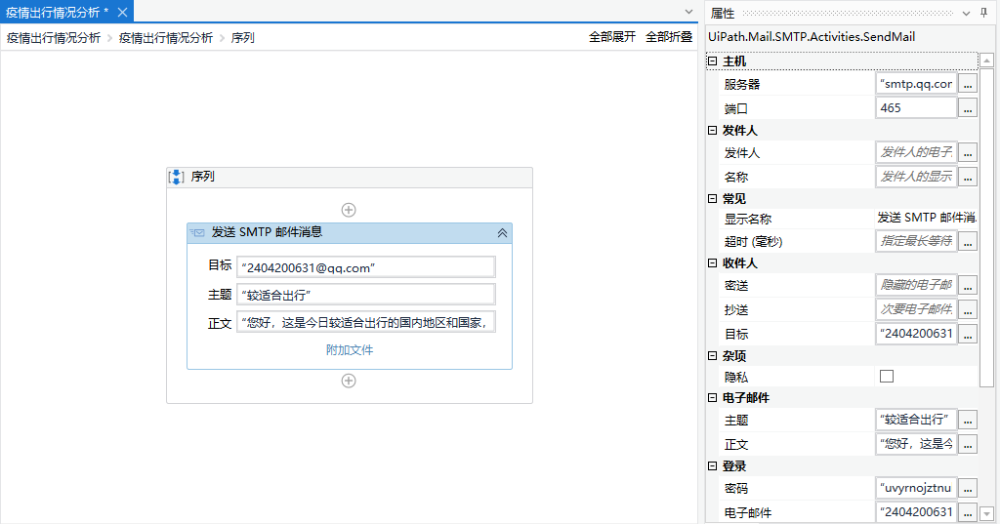 疫情出行情况分析 *
疫情出行情况分析 疫情出行情况分析 序列 全部展开 全部折叠
序列
发送 SMTP 邮件消息
目标 “2404200631@qq.com”
主题 “较适合出行”
正文 “您好，这是今日较适合出行的国内地区和国家，
附加文件
属性
UiPath.Mail.SMTP.Activities.SendMail
主机
服务器 “smtp.qq.con ...
端口 465 ...
发件人
发件人 发件人的电子 ...
名称 发件人的显示 ...
常见
显示名称 发送 SMTP 邮件消
超时 (毫秒) 指定最长等待 ...
收件人
密送 隐藏的电子邮 ...
抄送 次要电子邮件 ...
目标 “2404200631 ...
杂项
隐私
电子邮件
主题 “较适合出行” ...
正文 “您好，这是今 ...
登录
密码 “uvyrnojztnu ...
电子邮件 “2404200631 ...